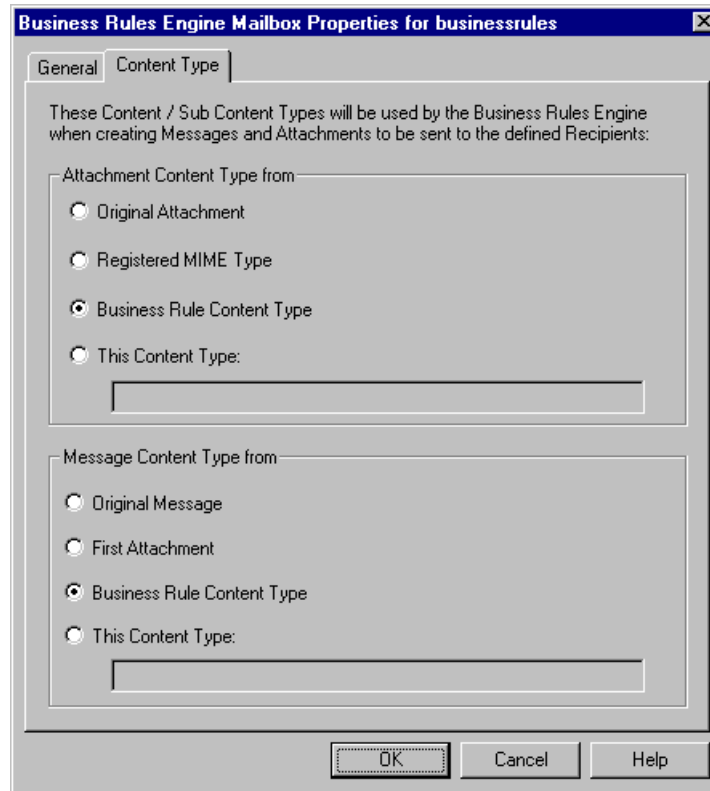 Business Rules Engine Mailbox Properties for businessrules
General
Content Type
These Content / Sub Content Types will be used by the Business Rules Engine
when creating Messages and Attachments to be sent to the defined Recipients:
Attachment Content Type from
Original Attachment
Registered MIME Type
Business Rule Content Type
This Content Type:
Message Content Type from
Original Message
First Attachment
Business Rule Content Type
This Content Type:
OK
Cancel
Help